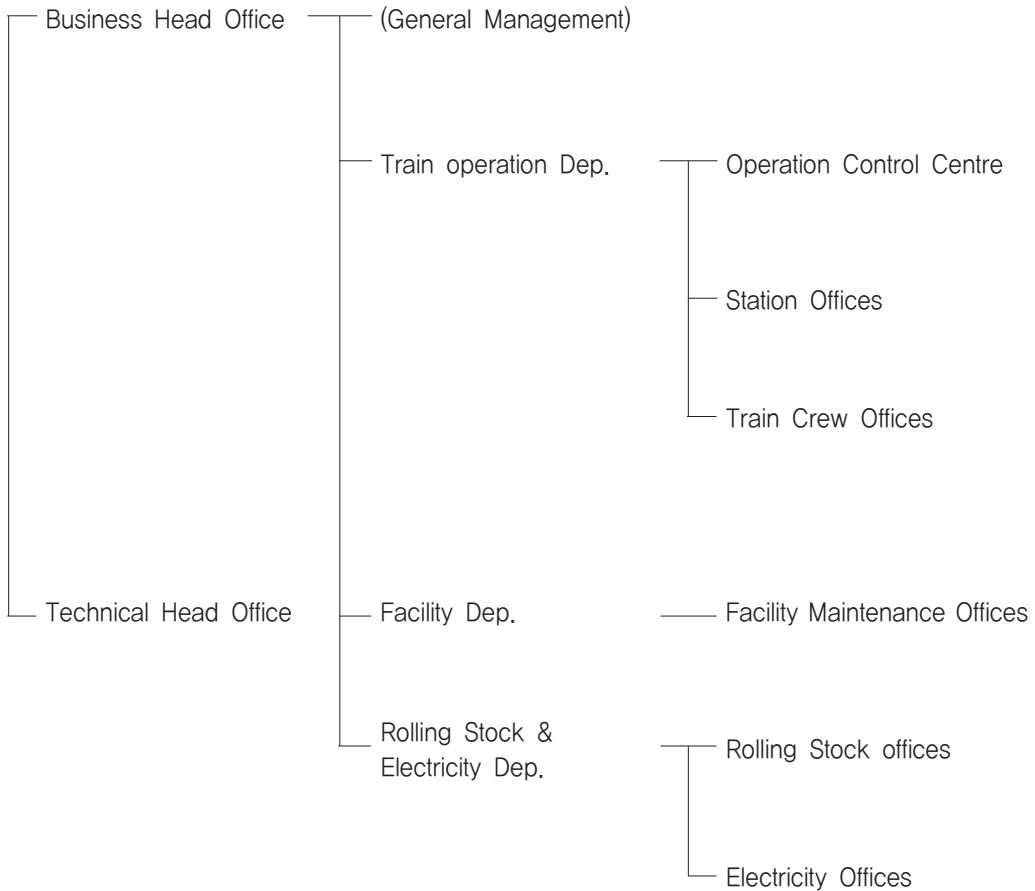 Business Head Office
(General Management)
Train operation Dep.
Operation Control Centre
Station Offices
Train Crew Offices
Technical Head Office
Facility Dep.
Facility Maintenance Offices
Rolling Stock &
Electricity Dep.
Rolling Stock offices
Electricity Offices